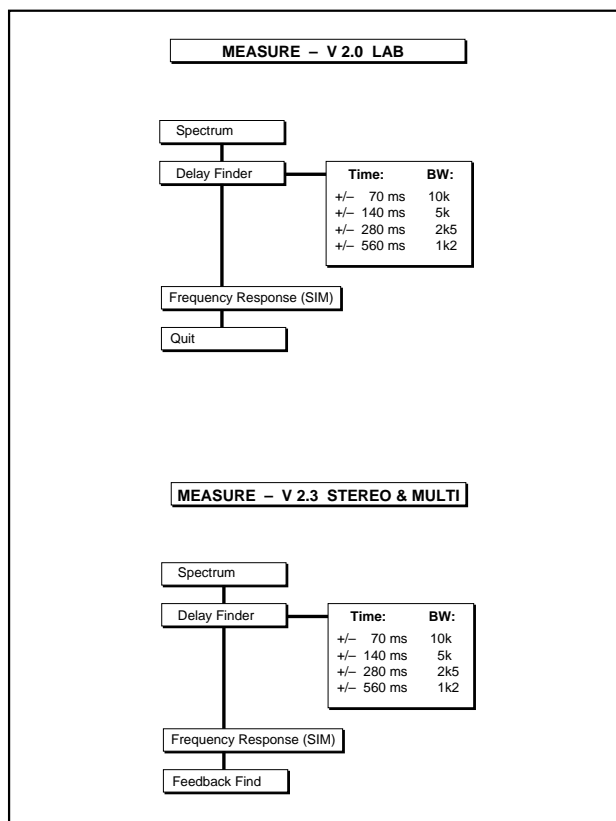 MEASURE – V 2.0 LAB
Spectrum
Delay Finder
Time: BW:
+/– 70 ms 10k
+/– 140 ms 5k
+/– 280 ms 2k5
+/– 560 ms 1k2
Frequency Response (SIM)
Quit
MEASURE – V 2.3 STEREO & MULTI
Spectrum
Delay Finder
Time: BW:
+/– 70 ms 10k
+/– 140 ms 5k
+/– 280 ms 2k5
+/– 560 ms 1k2
Frequency Response (SIM)
Feedback Find